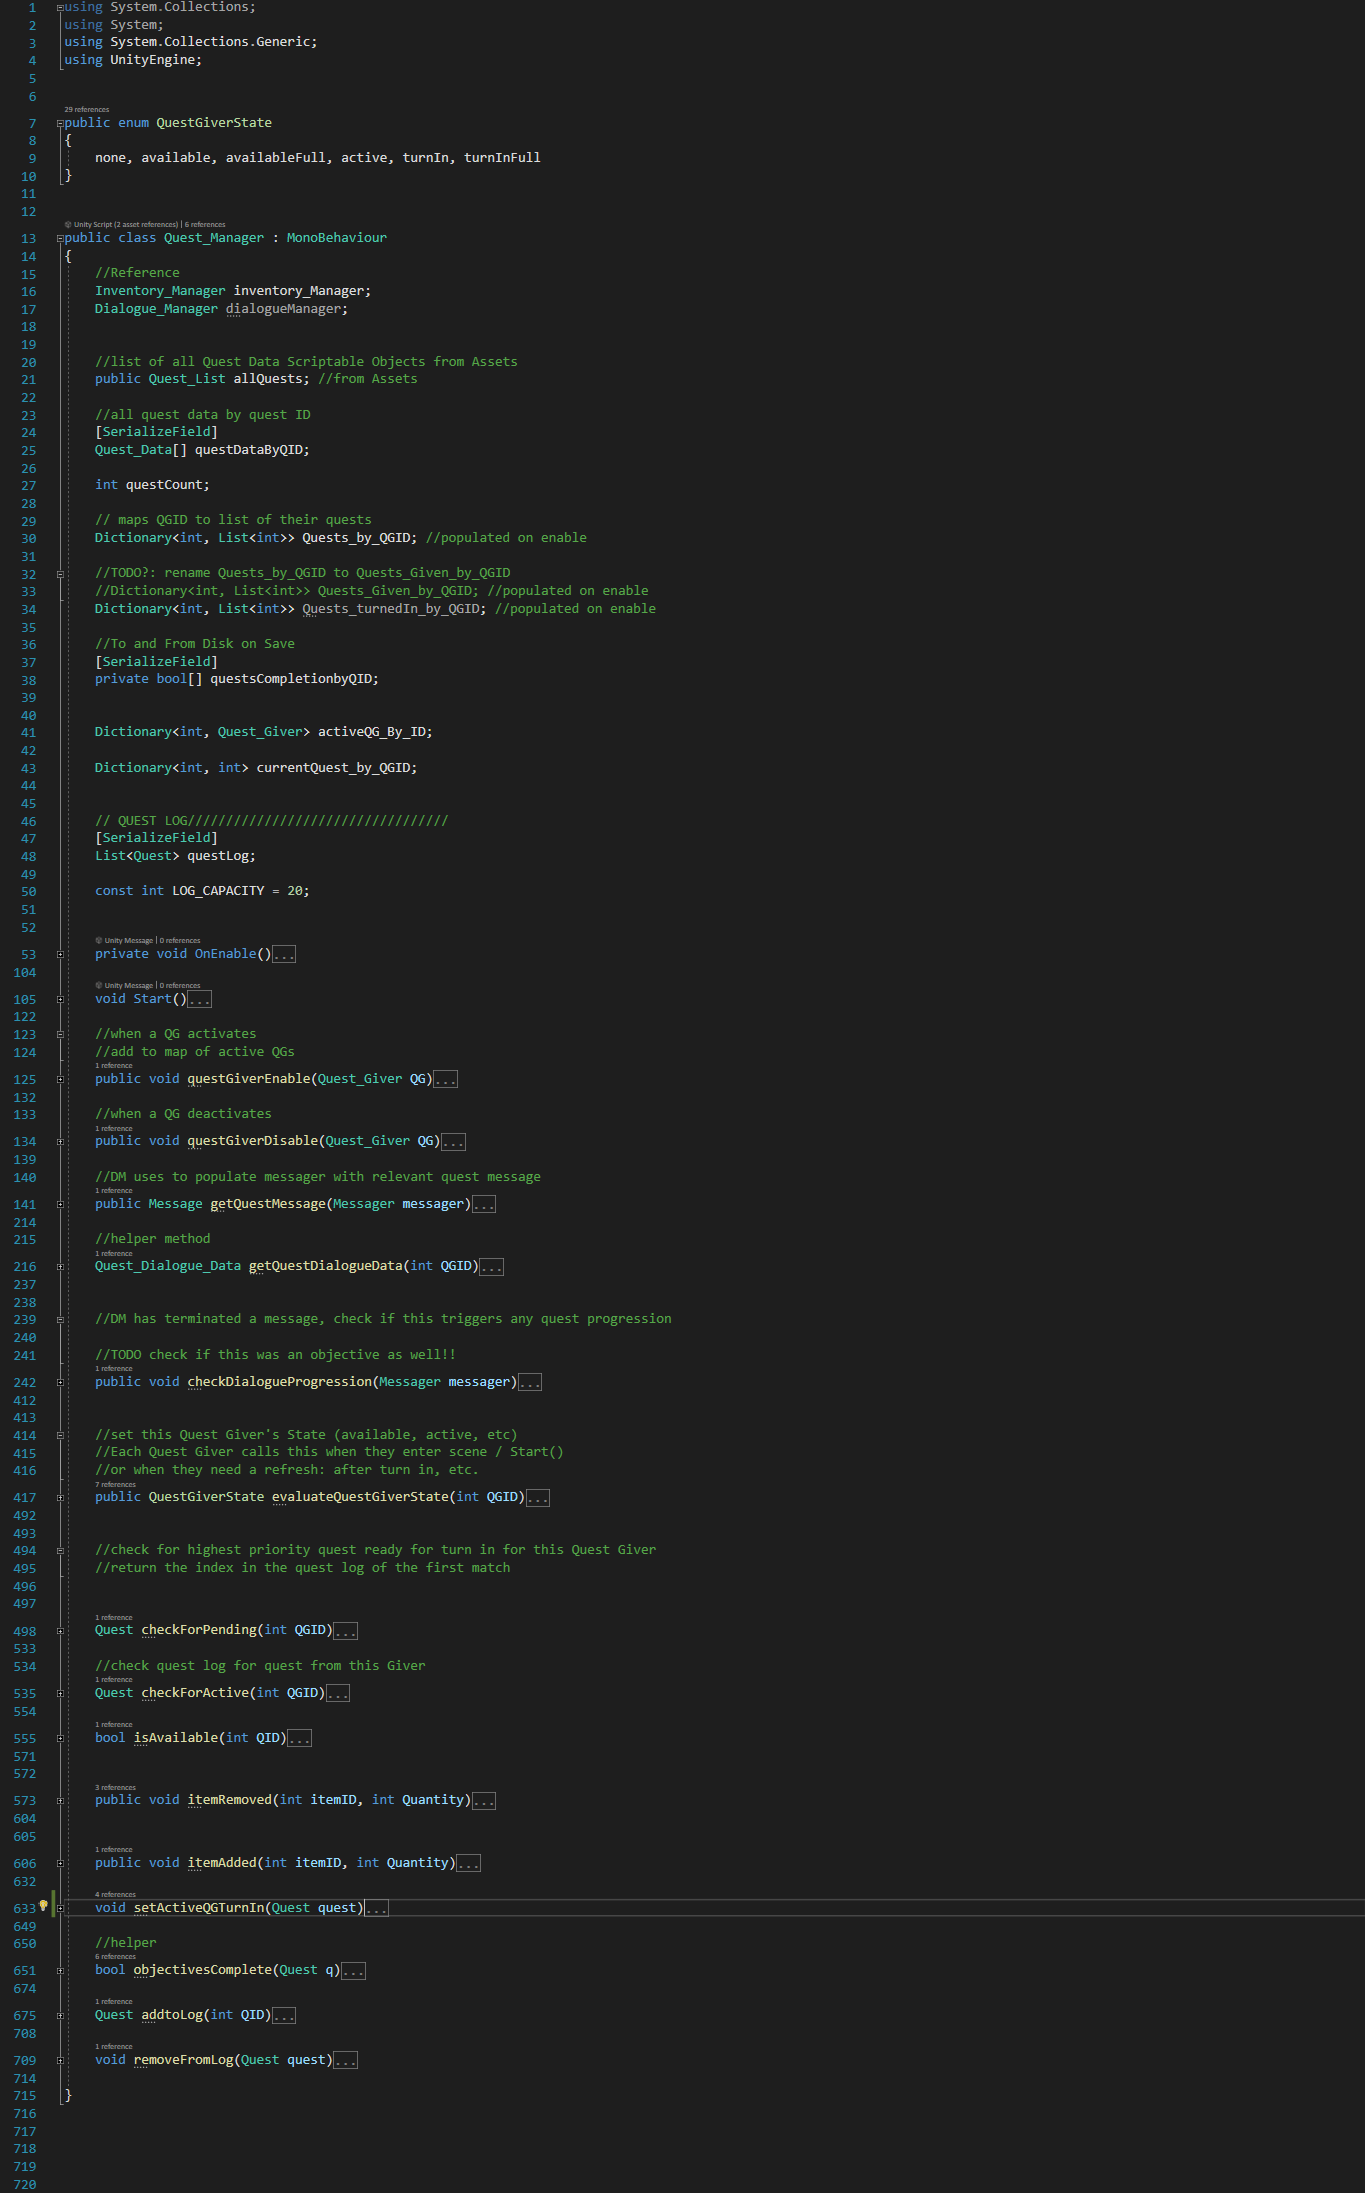 1 using System.Collections;
2 using System;
3 using System.Collections.Generic;
4 using UnityEngine;
5
6
29 references
7 public enum QuestGiverState
8 {
9 none, available, availableFull, active, turnIn, turnInFull
10 }
11
12
Unity Script (2 asset references) | 6 references
13 public class Quest_Manager : MonoBehaviour
14 {
15 //Reference
16 Inventory_Manager inventory_Manager;
17 Dialogue_Manager dialogueManager;
18
19
20 //list of all Quest Data Scriptable Objects from Assets
21 public Quest_List allQuests; //from Assets
22
23 //all quest data by quest ID
24 [SerializeField]
25 Quest_Data[] questDataByQID;
26
27 int questCount;
28
29 // maps QGID to list of their quests
30 Dictionary<int, List<int>> Quests_by_QGID; //populated on enable
31
32 //TODO?: rename Quests_by_QGID to Quests_Given_by_QGID
33 //Dictionary<int, List<int>> Quests_Given_by_QGID; //populated on enable
34 Dictionary<int, List<int>> Quests_turnedIn_by_QGID; //populated on enable
35
36 //To and From Disk on Save
37 [SerializeField]
38 private bool[] questsCompletionbyQID;
39
40
41 Dictionary<int, Quest_Giver> activeQG_By_ID;
42
43 Dictionary<int, int> currentQuest_by_QGID;
44
45
46 // QUEST LOG//////////////////////////////////
47 [SerializeField]
48 List<Quest> questLog;
49
50 const int LOG_CAPACITY = 20;
51
52
Unity Message | 0 references
53 private void OnEnable()...
104
Unity Message | 0 references
105 void Start()...
122
123 //when a QG activates
124 //add to map of active QGs
1 reference
125 public void questGiverEnable(Quest_Giver QG)...
132
133 //when a QG deactivates
1 reference
134 public void questGiverDisable(Quest_Giver QG)...
139
140 //DM uses to populate messager with relevant quest message
1 reference
141 public Message getQuestMessage(Messager messager)...
214
215 //helper method
1 reference
216 Quest_Dialogue_Data getQuestDialogueData(int QGID)...
237
238
239 //DM has terminated a message, check if this triggers any quest progression
240
241 //TODO check if this was an objective as well!!
1 reference
242 public void checkDialogueProgression(Messager messager)...
412
413
414 //set this Quest Giver's State (available, active, etc)
415 //Each Quest Giver calls this when they enter scene / Start()
416 //or when they need a refresh: after turn in, etc.
7 references
417 public QuestGiverState evaluateQuestGiverState(int QGID)...
492
493
494 //check for highest priority quest ready for turn in for this Quest Giver
495 //return the index in the quest log of the first match
496
497
1 reference
498 Quest checkForPending(int QGID)...
533
534 //check quest log for quest from this Giver
1 reference
535 Quest checkForActive(int QGID)...
554
1 reference
555 bool isAvailable(int QID)...
571
572
3 references
573 public void itemRemoved(int itemID, int Quantity)...
604
605
1 reference
606 public void itemAdded(int itemID, int Quantity)...
632
4 references
633 void setActiveQGTurnIn(Quest quest)...
649
650 //helper
6 references
651 bool objectivesComplete(Quest q)...
674
1 reference
675 Quest addtoLog(int QID)...
708
1 reference
709 void removeFromLog(Quest quest)...
714
715 }
716
717
718
719
720